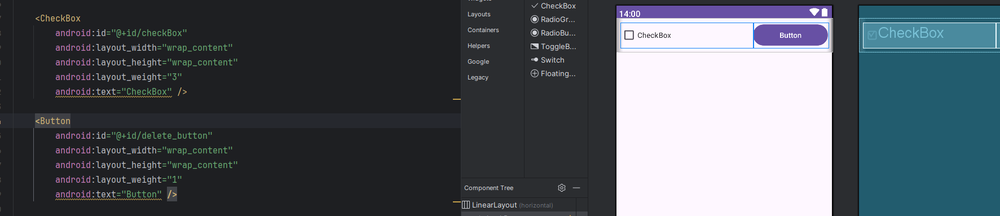 <CheckBox
android:id="@+id/checkBox"
android:layout_width="wrap_content"
android:layout_height="wrap_content"
android:layout_weight="3"
android:text="CheckBox" />
<Button
android:id="@+id/delete_button"
android:layout_width="wrap_content"
android:layout_height="wrap_content"
android:layout_weight="1"
android:text="Button" />
Layouts
Containers
Helpers
Google
Legacy
CheckBox
RadioGr...
RadioBu...
ToggleB...
Switch
Floating...
Component Tree
LinearLayout (horizontal)
14:00
CheckBox
Button
CheckBox